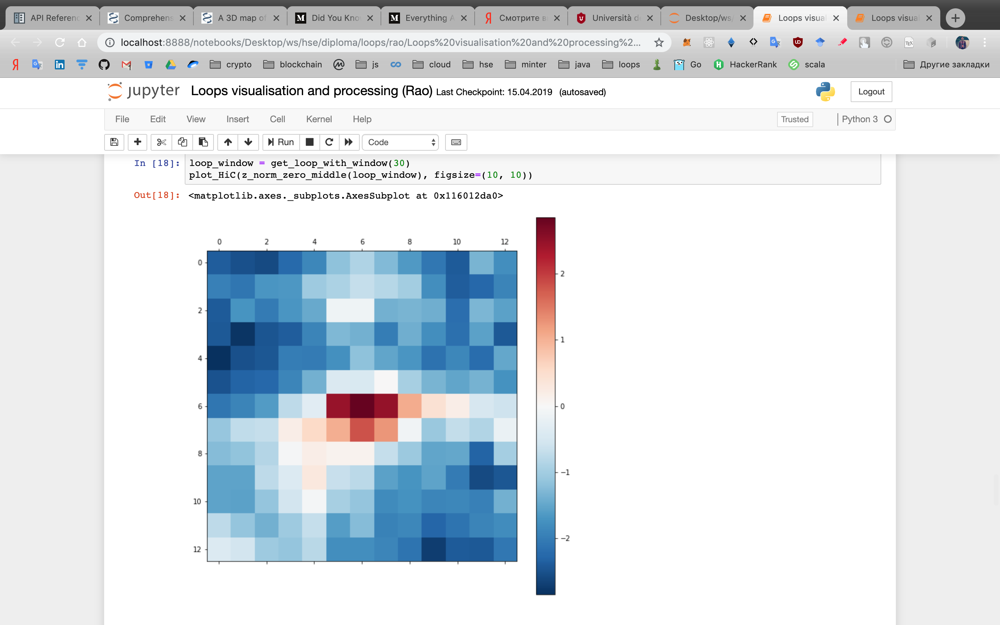 API Referenc
Comprehens
A 3D map of
Did You Kno
Everything A
Смотрите в
Università d
Desktop/ws/
Loops visual
Loops visual
localhost:8888/notebooks/Desktop/ws/hse/diploma/loops/rao/Loops%20visualisation%20and%20processing%2...
crypto blockchain js cloud hse minter java loops Go HackerRank scala Другие закладки
jupyter Loops visualisation and processing (Rao) Last Checkpoint: 15.04.2019 (autosaved) Logout
File Edit View Insert Cell Kernel Help Trusted Python 3
Run Code
In [18]: loop_window = get_loop_with_window(30)
plot_HiC(z_norm_zero_middle(loop_window), figsize=(10, 10))
Out[18]: <matplotlib.axes._subplots.AxesSubplot at 0x116012da0>
0 2 4 6 8 10 12
0
2
4
6
8
10
12
2
1
0
−1
−2